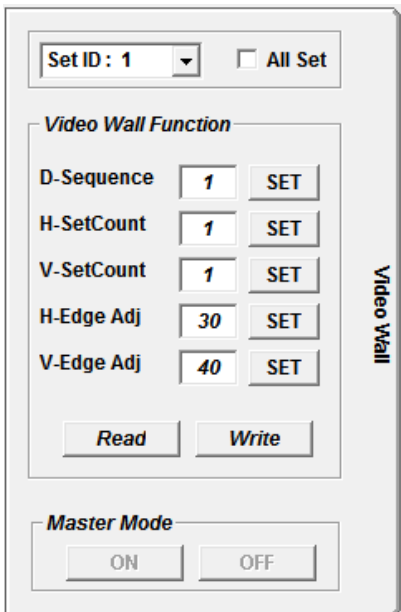 Set ID : 1 All Set
Video Wall Function
D-Sequence 1 SET
H-SetCount 1 SET
V-SetCount 1 SET
H-Edge Adj 30 SET
V-Edge Adj 40 SET
Read Write
Video Wall
Master Mode
ON OFF